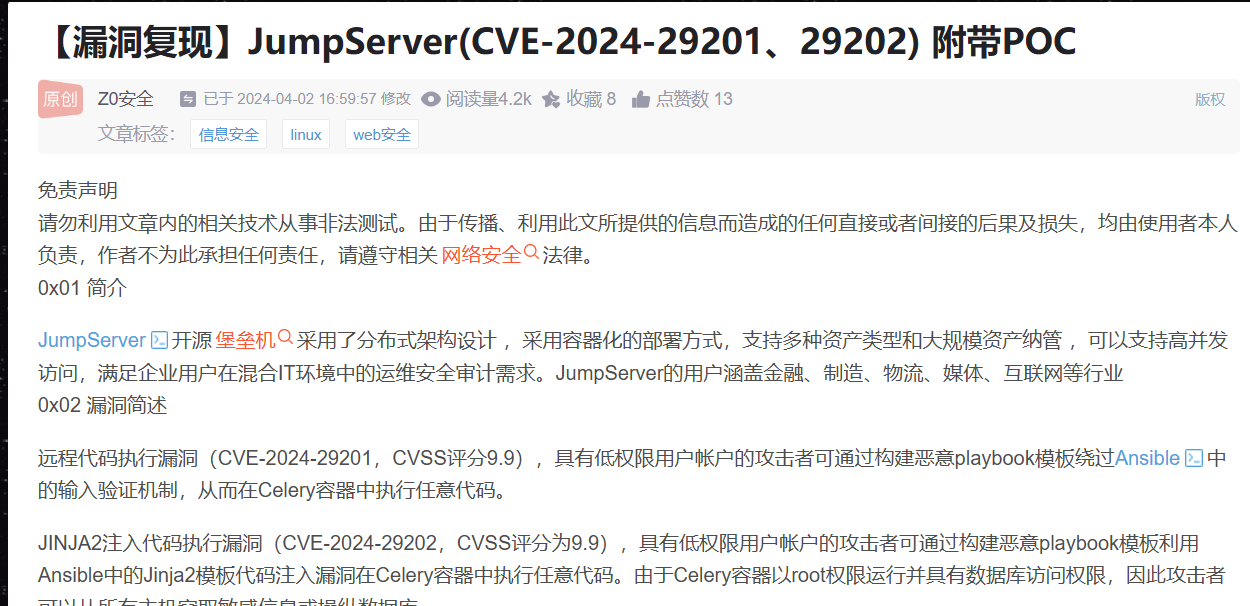 【漏洞复现】JumpServer(CVE-2024-29201、29202) 附带POC
原创 Z0安全 已于 2024-04-02 16:59:57 修改 阅读量4.2k 收藏 8 点赞数 13 版权
文章标签： 信息安全 linux web安全
免责声明
请勿利用文章内的相关技术从事非法测试。由于传播、利用此文所提供的信息而造成的任何直接或者间接的后果及损失，均由使用者本人
负责，作者不为此承担任何责任，请遵守相关 网络安全 法律。
0x01 简介
JumpServer 开源 堡垒机 采用了分布式架构设计 ，采用容器化的部署方式，支持多种资产类型和大规模资产纳管 ，可以支持高并发
访问，满足企业用户在混合IT环境中的运维安全审计需求。JumpServer的用户涵盖金融、制造、物流、媒体、互联网等行业
0x02 漏洞简述
远程代码执行漏洞（CVE-2024-29201，CVSS评分9.9），具有低权限用户帐户的攻击者可通过构建恶意playbook模板绕过Ansible 中
的输入验证机制，从而在Celery容器中执行任意代码。
JINJA2注入代码执行漏洞（CVE-2024-29202，CVSS评分为9.9），具有低权限用户帐户的攻击者可通过构建恶意playbook模板利用
Ansible中的Jinja2模板代码注入漏洞在Celery容器中执行任意代码。由于Celery容器以root权限运行并具有数据库访问权限，因此攻击者
可以从所有主机窃取敏感信息或操纵数据库